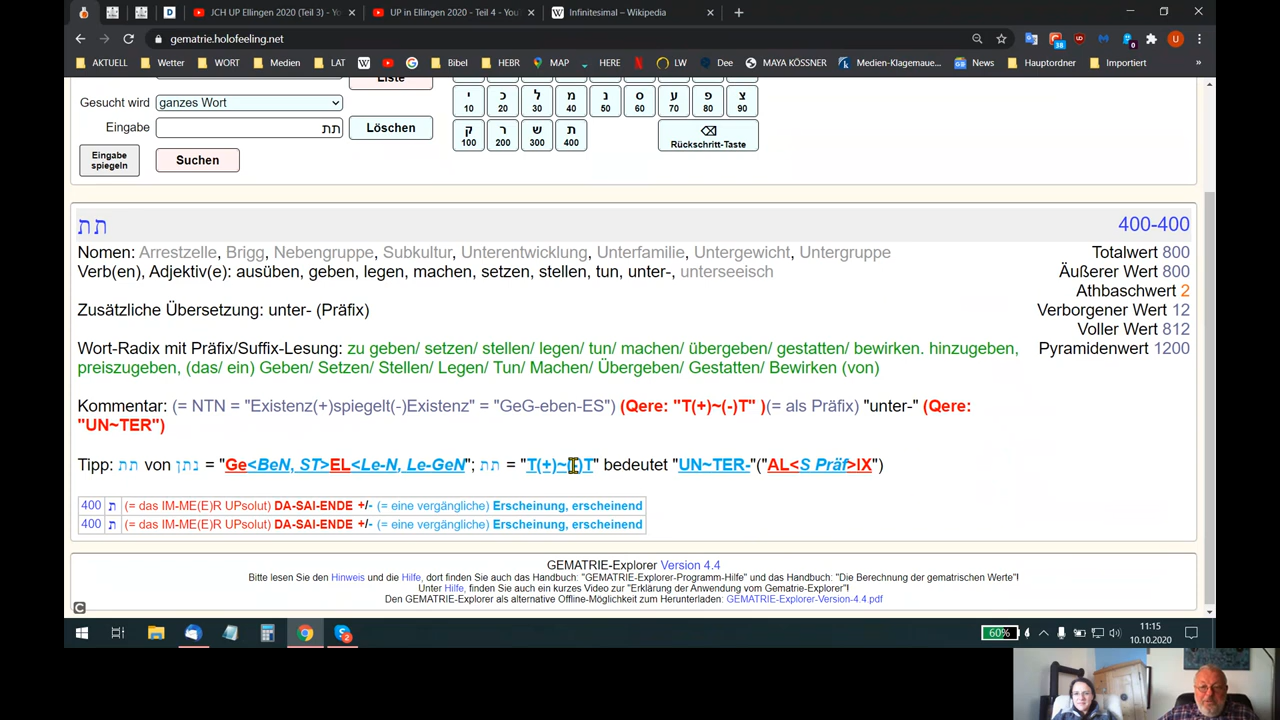 JCH UP Ellingen 2020 (Teil 3) - Yo
UP in Ellingen 2020 - Teil 4 - You
Infinitesimal – Wikipedia
gematrie.holofeeling.net
38
0
U
AKTUELL Wetter WORT Medien LAT Bibel HEBR MAP HERE LW Dee MAYA KÖSSNER Medien-Klagemaue... News Hauptordner Importiert
Liste
Gesucht wird ganzes Wort
Eingabe תת Löschen
Eingabe spiegeln Suchen
י כ ל מ נ ס ע פ צ
10 20 30 40 50 60 70 80 90
ק ר ש ת
100 200 300 400
Rückschritt-Taste
תת 400-400
Nomen: Arrestzelle, Brigg, Nebengruppe, Subkultur, Unterentwicklung, Unterfamilie, Untergewicht, Untergruppe
Totalwert 800
Verb(en), Adjektiv(e): ausüben, geben, legen, machen, setzen, stellen, tun, unter-, unterseeisch
Äußerer Wert 800
Athbaschwert 2
Zusätzliche Übersetzung: unter- (Präfix)
Verborgener Wert 12
Voller Wert 812
Wort-Radix mit Präfix/Suffix-Lesung: zu geben/ setzen/ stellen/ legen/ tun/ machen/ übergeben/ gestatten/ bewirken. hinzugeben,
Pyramidenwert 1200
preiszugeben, (das/ ein) Geben/ Setzen/ Stellen/ Legen/ Tun/ Machen/ Übergeben/ Gestatten/ Bewirken (von)
Kommentar: (= NTN = "Existenz(+)spiegelt(-)Existenz" = "GeG-eben-ES") (Qere: "T(+)~(-)T" )(= als Präfix) "unter-" (Qere:
"UN~TER")
Tipp: תת von נתן = "Ge<BeN, ST>EL<Le-N, Le-GeN"; תת = "T(+)~(-)T" bedeutet "UN~TER-"("AL<S Präf>IX")
400 ת (= das IM-ME(E)R UPsolut) DA-SAI-ENDE +/- (= eine vergängliche) Erscheinung, erscheinend
400 ת (= das IM-ME(E)R UPsolut) DA-SAI-ENDE +/- (= eine vergängliche) Erscheinung, erscheinend
GEMATRIE-Explorer Version 4.4
Bitte lesen Sie den Hinweis und die Hilfe, dort finden Sie auch das Handbuch: "GEMATRIE-Explorer-Programm-Hilfe" und das Handbuch: "Die Berechnung der gematrischen Werte"!
Unter Hilfe, finden Sie auch ein kurzes Video zur "Erklärung der Anwendung vom Gematrie-Explorer"!
Den GEMATRIE-Explorer als alternative Offline-Möglichkeit zum Herunterladen: GEMATRIE-Explorer-Version-4.4.pdf
60%
11:15
10.10.2020